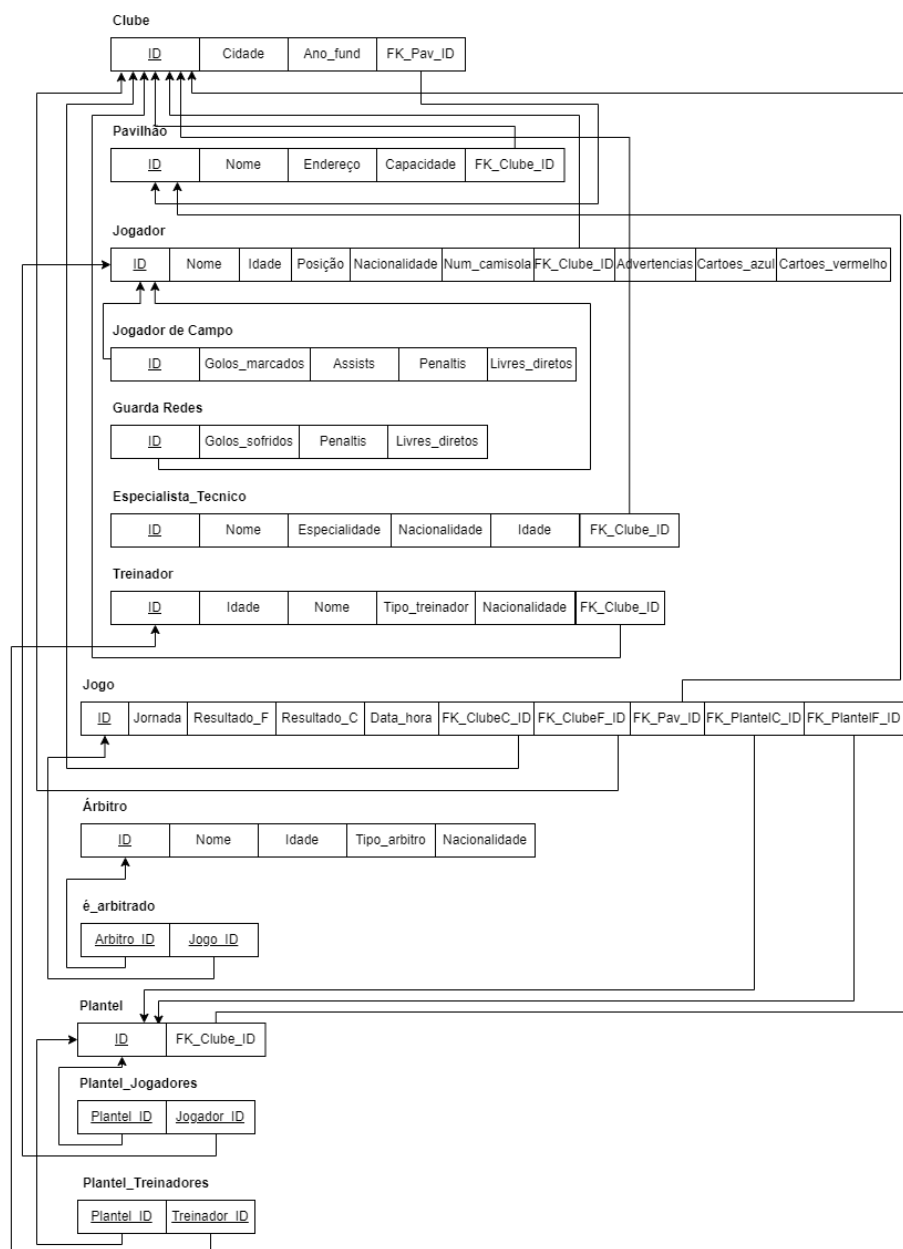 Clube
ID Cidade Ano_fund FK_Pav_ID
Pavilhão
ID Nome Endereço Capacidade FK_Clube_ID
Jogador
ID Nome Idade Posição Nacionalidade Num_camisola FK_Clube_ID Advertencias Cartoes_azul Cartoes_vermelho
Jogador de Campo
ID Golos_marcados Assists Penaltis Livres_diretos
Guarda Redes
ID Golos_sofridos Penaltis Livres_diretos
Especialista_Tecnico
ID Nome Especialidade Nacionalidade Idade FK_Clube_ID
Treinador
ID Idade Nome Tipo_treinador Nacionalidade FK_Clube_ID
Jogo
ID Jornada Resultado_F Resultado_C Data_hora FK_ClubeC_ID FK_ClubeF_ID FK_Pav_ID FK_PlantelC_ID FK_PlantelF_ID
Árbitro
ID Nome Idade Tipo_arbitro Nacionalidade
é_arbitrado
Arbitro_ID Jogo_ID
Plantel
ID FK_Clube_ID
Plantel_Jogadores
Plantel_ID Jogador_ID
Plantel_Treinadores
Plantel_ID Treinador_ID